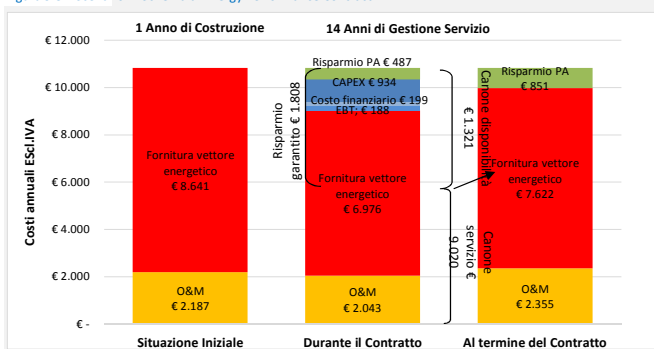 1 Anno di Costruzione
14 Anni di Gestione Servizio
Costi annuali EScl.IVA
€ 12.000
€ 10.000
€ 8.000
€ 6.000
€ 4.000
€ 2.000
€ -
Fornitura vettore
energetico
€ 8.641
O&M
€ 2.187
Situazione Iniziale
Risparmio
garantito € 1.808
Risparmio PA € 487
CAPEX € 934
Costo finanziario € 199
EBT; € 188
Fornitura vettore
energetico
€ 6.976
O&M
€ 2.043
Durante il Contratto
Canone disponibilità
€ 1.321
Canone
servizio €
9.020
Risparmio PA
€ 851
Fornitura vettore
energetico
€ 7.622
O&M
€ 2.355
Al termine del Contratto